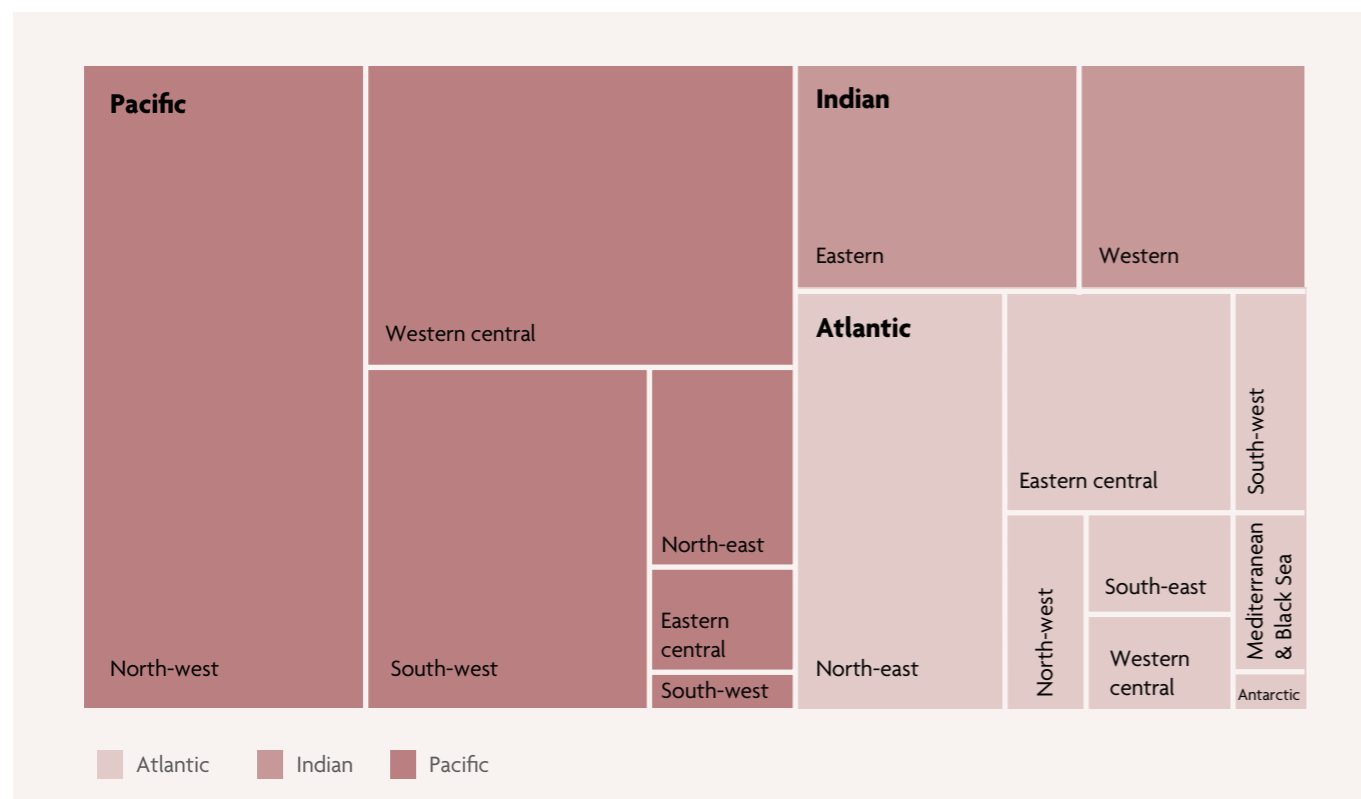 Pacific
North-west
Western central
South-west
North-east
Eastern
central
South-west
Indian
Eastern
Western
Atlantic
North-east
Eastern central
South-west
North-west
South-east
Western
central
Mediterranean
& Black Sea
Antarctic
Atlantic
Indian
Pacific